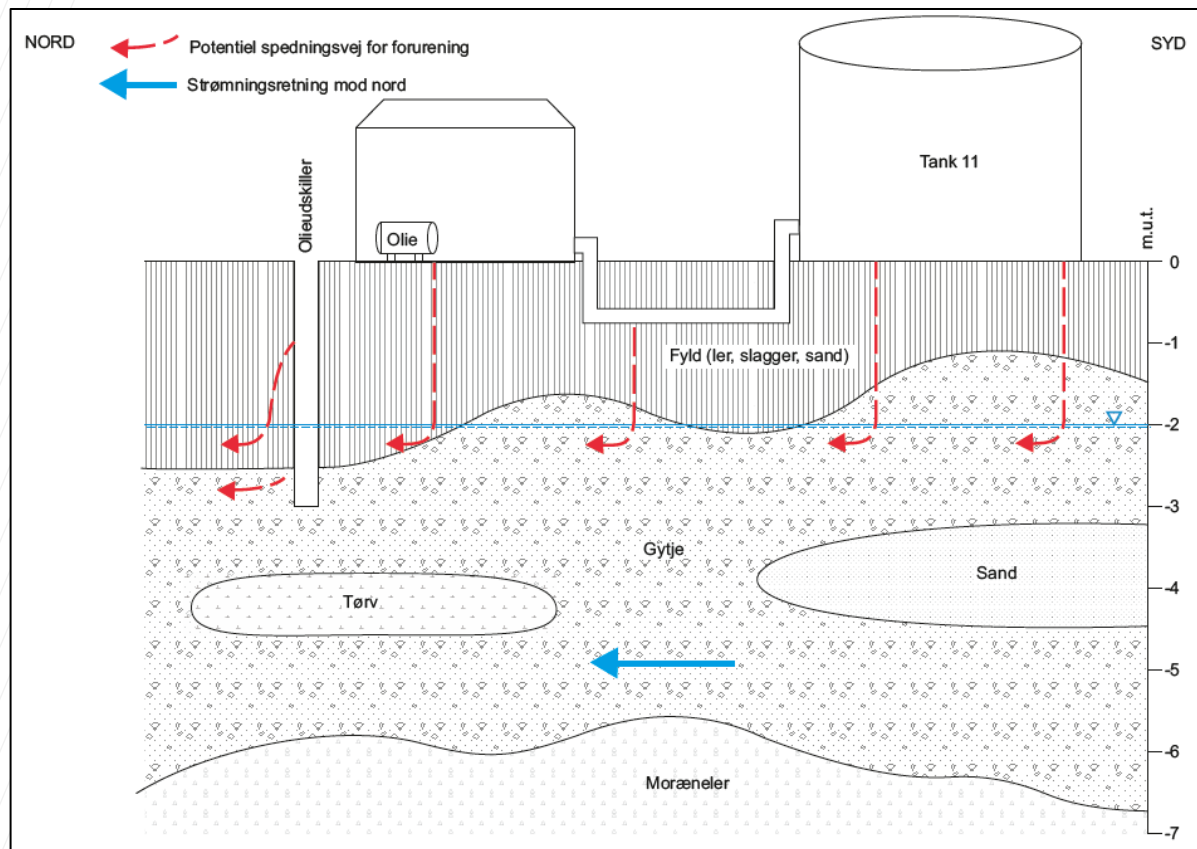 NORD
Potentiel spedningsvej for forurening
SYD
Strømningsretning mod nord
Tank 11
Olieudskiller
Olie
m.u.t.
0
-1
Fyld (ler, slagger, sand)
-2
-3
Gytje
Sand
-4
Tørv
-5
-6
Moræneler
-7